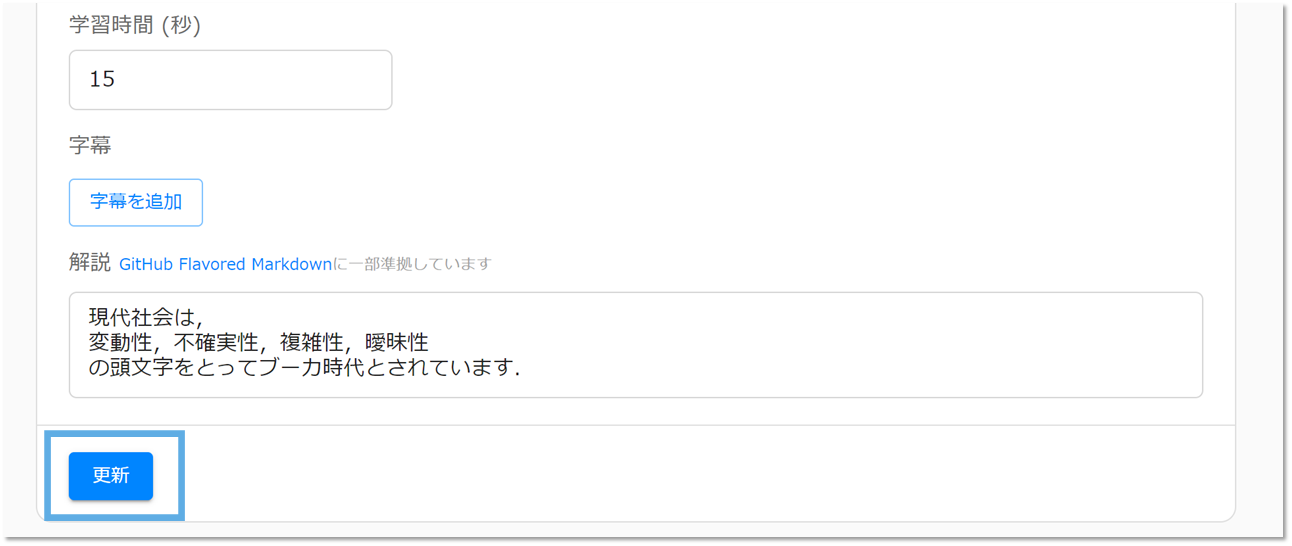 学習時間 (秒)
15
字幕
字幕を追加
解説 GitHub Flavored Markdownに一部準拠しています
現代社会は，
変動性，不確実性，複雑性，曖昧性
の頭文字をとってブーカ時代とされています．
更新